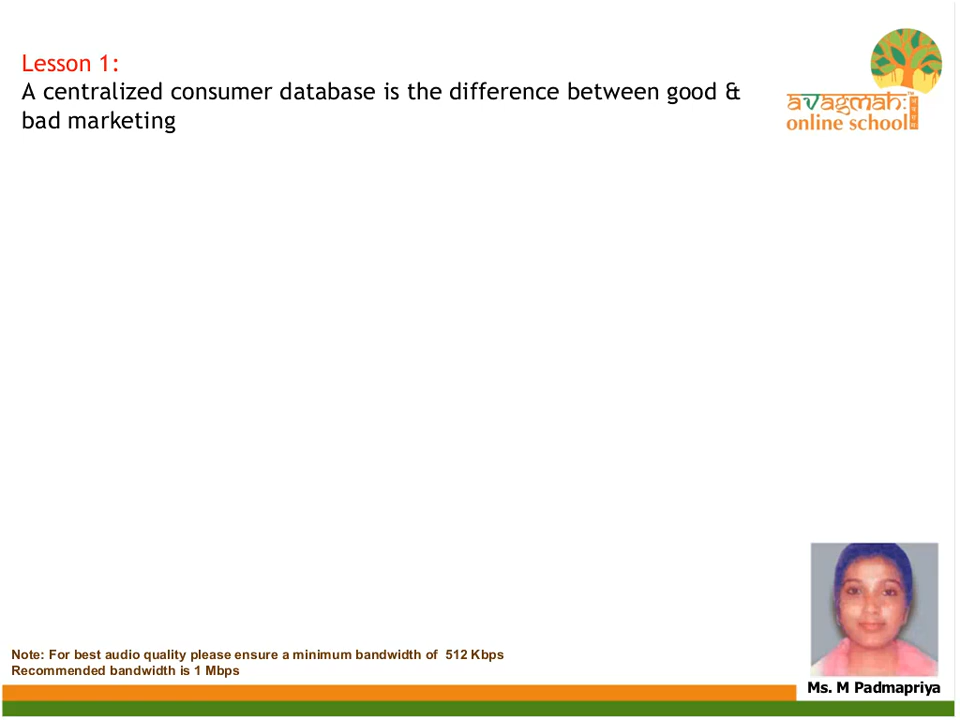 Lesson 1:
A centralized consumer database is the difference between good &
bad marketing
avagmah:™
online school
Note: For best audio quality please ensure a minimum bandwidth of 512 Kbps
Recommended bandwidth is 1 Mbps
Ms. M Padmapriya